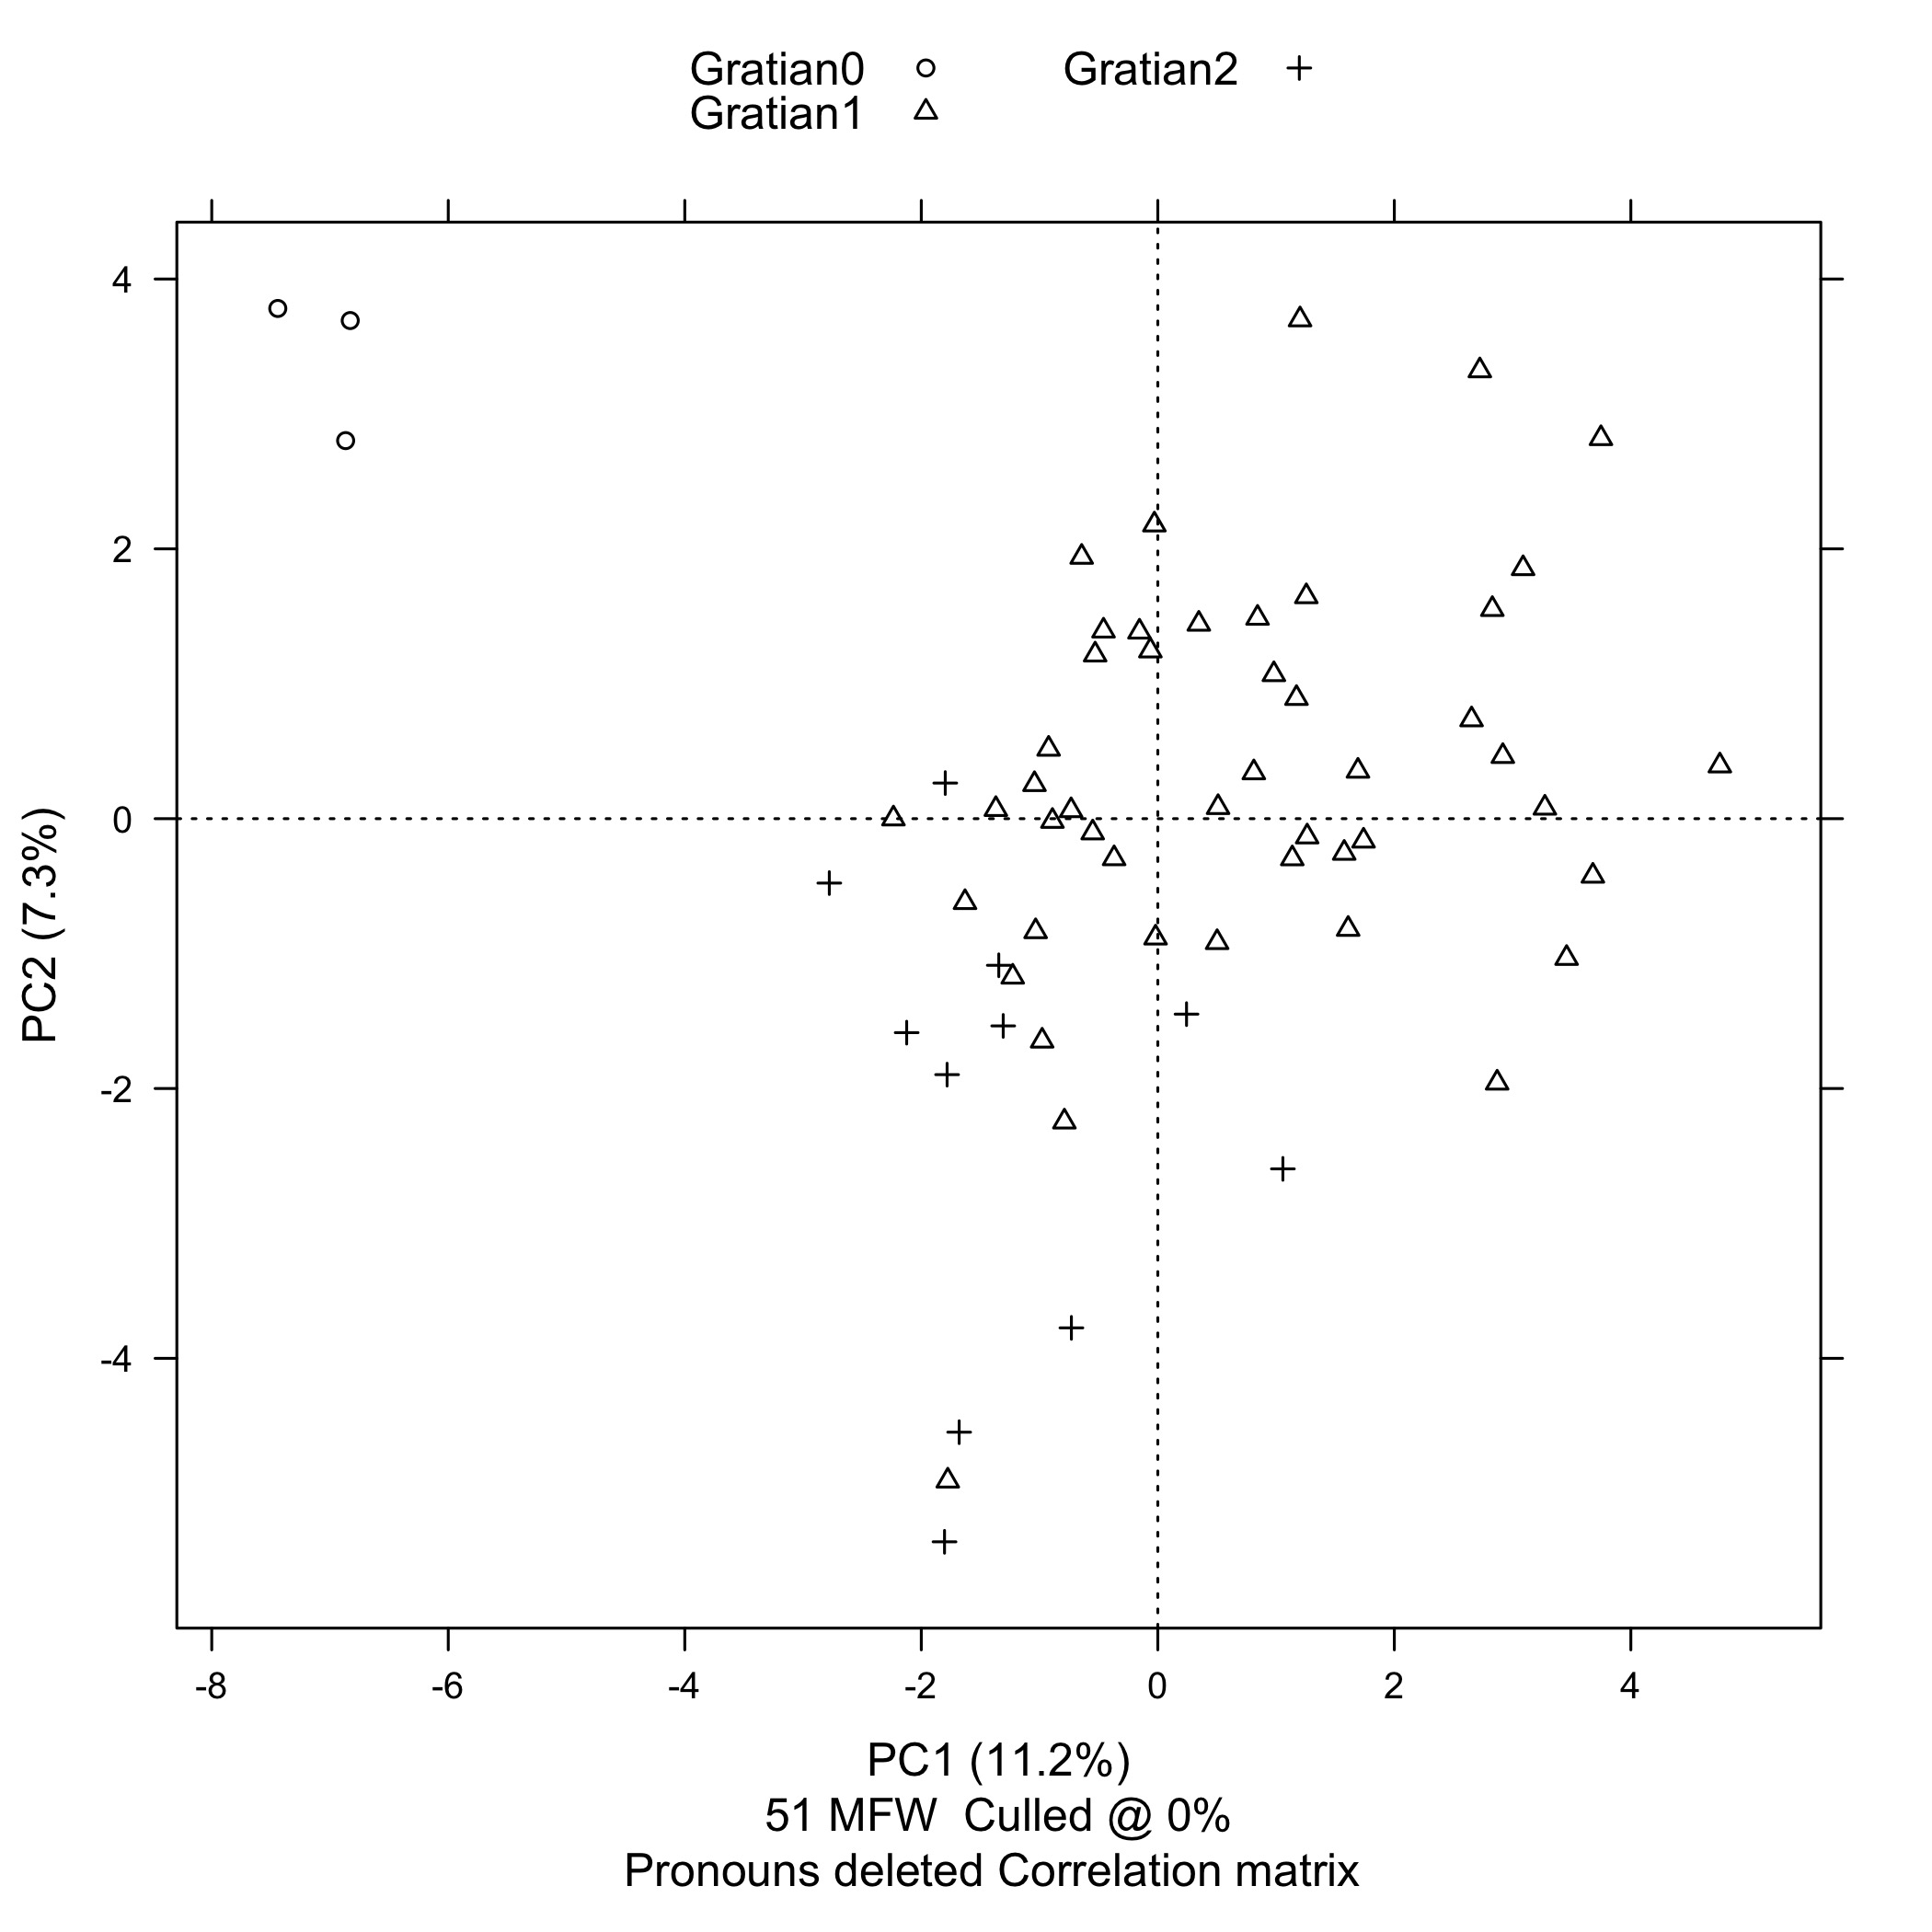 Gratian0
Gratian2
Gratian1
4
2
0
-2
-4
PC2 (7.3%)
-8
-6
-4
-2
0
2
4
PC1 (11.2%)
51 MFW  Culled @ 0%
Pronouns deleted Correlation matrix